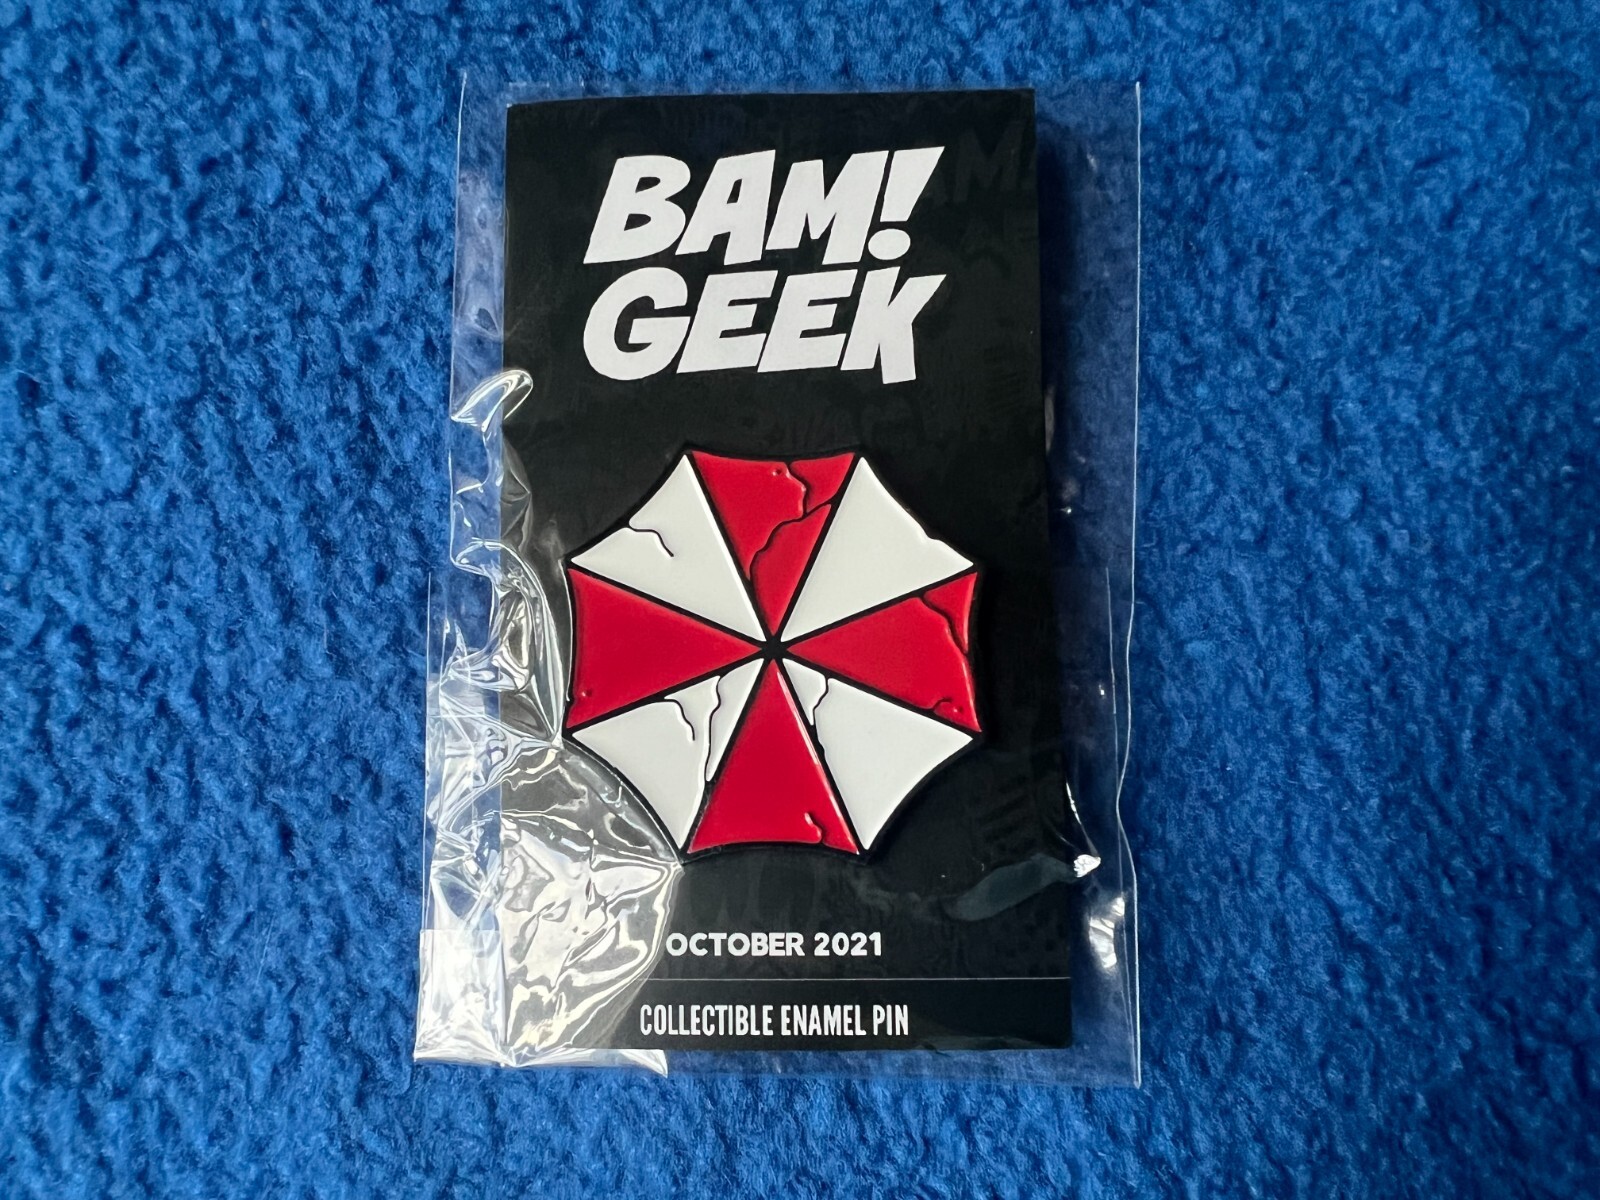 BAM!
GEEK
OCTOBER 2021
COLLECTIBLE ENAMEL PIN